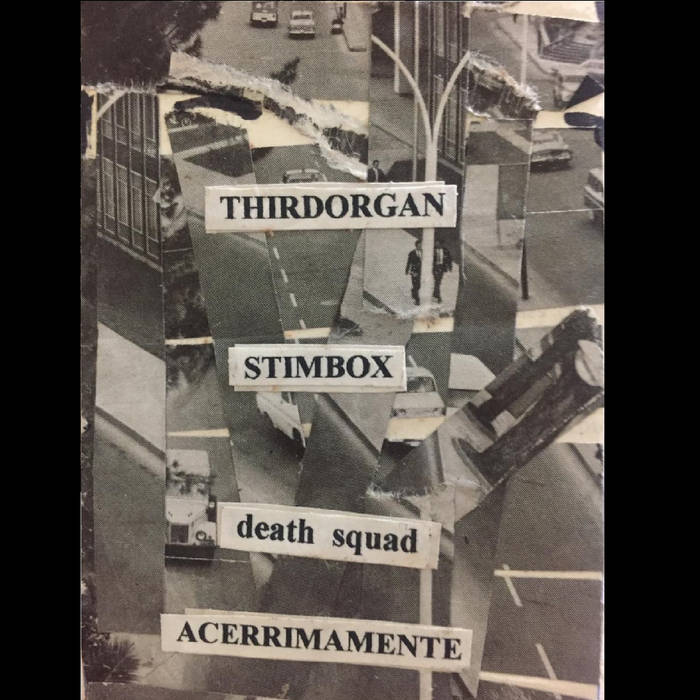 THIRDORGAN
STIMBOX
death squad
ACERRIMAMENTE